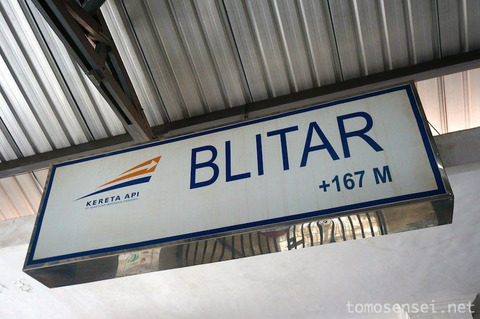 BLITAR
+167 M
KERETA API
tomosensei.net